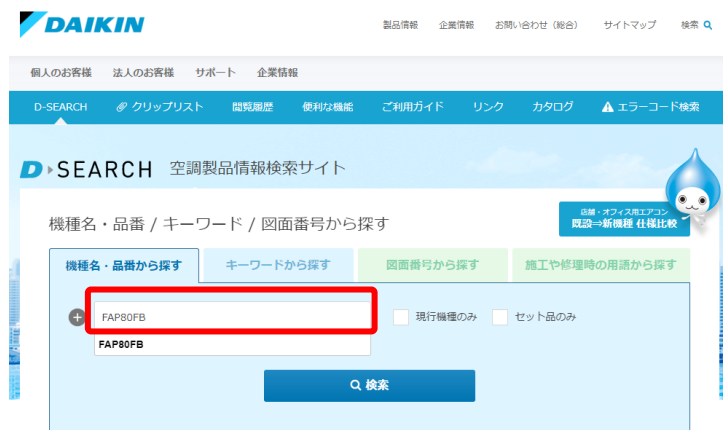 DAIKIN
製品情報 企業情報 お問い合わせ（総合） サイトマップ 検索
個人のお客様 法人のお客様 サポート 企業情報
D-SEARCH クリップリスト 閲覧履歴 便利な機能 ご利用ガイド リンク カタログ エラーコード検索
D SEARCH 空調製品情報検索サイト
店舗・オフィス用エアコン
既設⇒新機種 仕様比較
機種名・品番 / キーワード / 図面番号から探す
機種名・品番から探す キーワードから探す 図面番号から探す 施工や修理時の用語から探す
FAP80FB 現行機種のみ セット品のみ
FAP80FB
検索